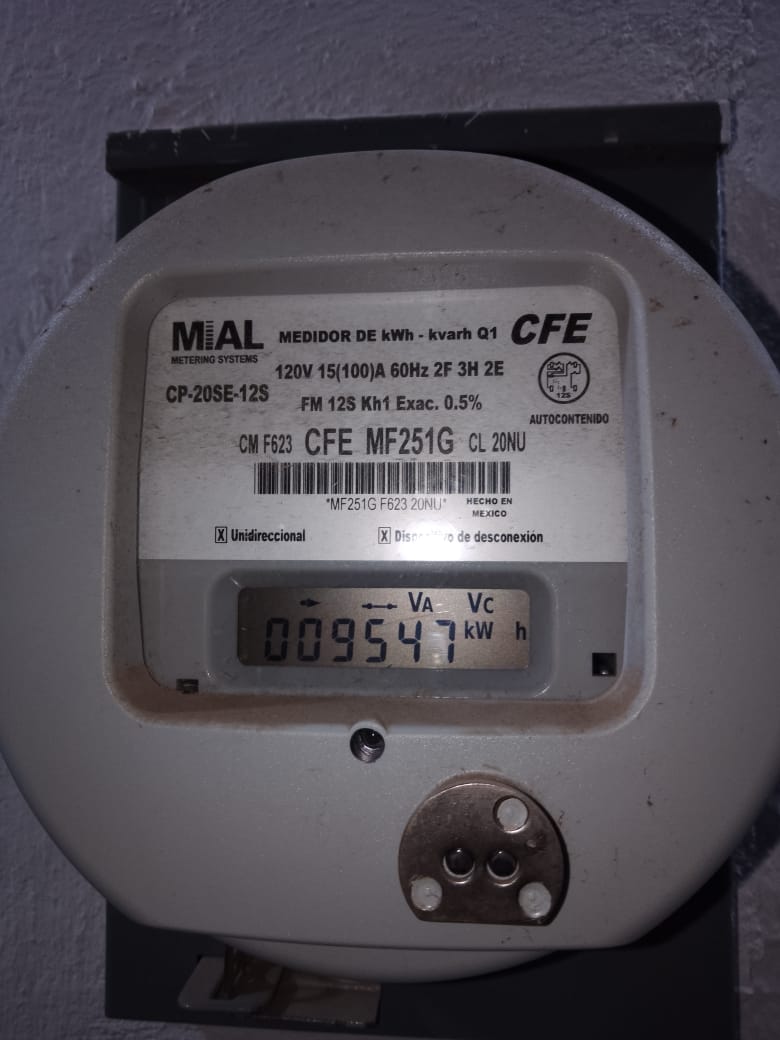 MIAL
METERING SYSTEMS
MEDIDOR DE kWh - kvarh Q1
CFE
120V 15(100)A 60Hz 2F 3H 2E
CP-20SE-12S
FM 12S Kh1 Exac. 0.5%
12S
AUTOCONTENIDO
CM F623 CFE MF251G CL 20NU
*MF251G F623 20NU*
HECHO EN
MEXICO
X Unidireccional
X Dispositivo de desconexión
VA VC
009547 kW h